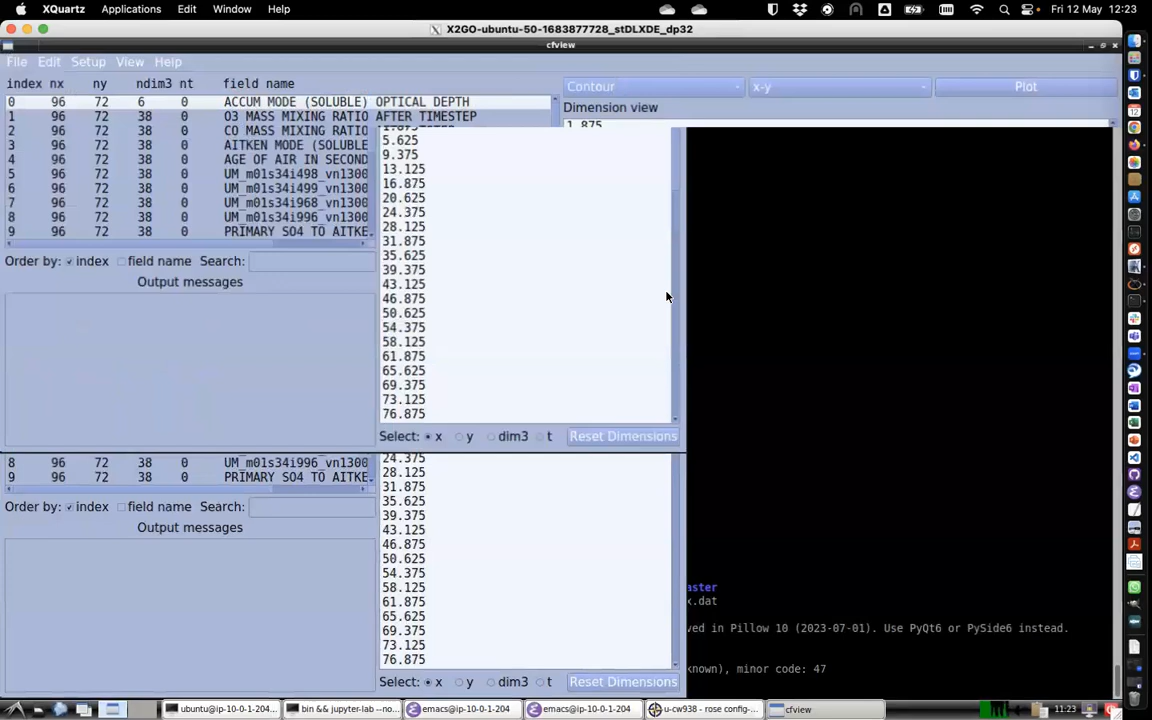 XQuartz Applications Edit Window Help Fri 12 May 12:23
X2GO-ubuntu-50-1683877728_stDLXDE_dp32
cfview
File Edit Setup View Help
index nx ny ndim3 nt field name
Contour x-y Plot
Dimension view
0 96 72 6 ACCUM MODE (SOLUBLE) OPTICAL DEPTH
1 96 72 38 0 O3 MASS MIXING RATIO AFTER TIMESTEP
2 96 72 38 0 CO MASS MIXING RATIO
3 96 72 38 0 AITKEN MODE (SOLUBLE
4 96 72 38 0 AGE OF AIR IN SECOND
5 96 72 38 0 UM_m01s34i498_vn1300
6 96 72 38 0 UM_m01s34i499_vn1300
7 96 72 38 0 UM_m01s34i968_vn1300
8 96 72 38 0 UM_m01s34i996_vn1300
9 96 72 38 0 PRIMARY SO4 TO AITKE
Order by: index field name Search:
Output messages
1.875
1.875
5.625
9.375
13.125
16.875
20.625
24.375
28.125
31.875
35.625
39.375
43.125
46.875
50.625
54.375
58.125
61.875
65.625
69.375
73.125
76.875
Select: x y dim3 t Reset Dimensions
8 96 72 38 0 UM_m01s34i996_vn1300
9 96 72 38 0 PRIMARY SO4 TO AITKE
Order by: index field name Search:
Output messages
24.375
28.125
31.875
35.625
39.375
43.125
46.875
50.625
54.375
58.125
61.875
65.625
69.375
73.125
76.875
Select: x y dim3 t Reset Dimensions
aster
x.dat
ved in Pillow 10 (2023-07-01). Use PyQt6 or PySide6 instead.
known), minor code: 47
ubuntu@ip-10-0-1-204... bin && jupyter-lab --no... emacs@ip-10-0-1-204 emacs@ip-10-0-1-204 u-cw938 - rose config-... cfview 11:23